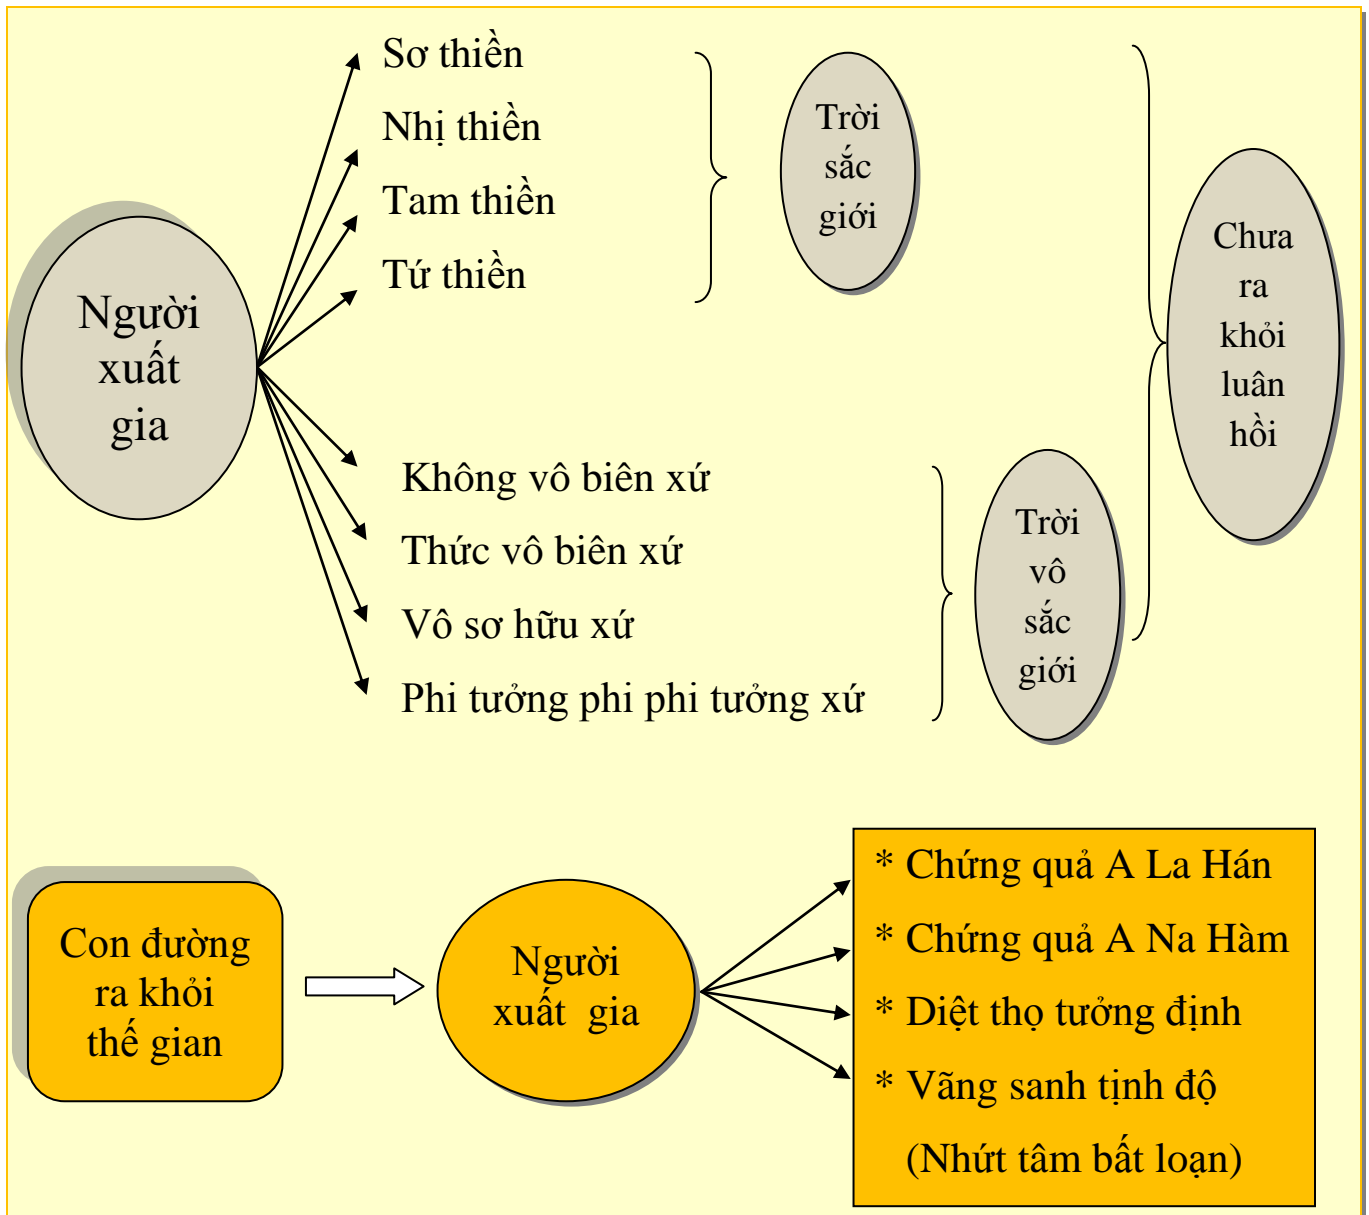 Sơ thiền
Nhị thiền
Tam thiền
Tứ thiền
Trời
sắc
giới
Người
xuất
gia
Chưa
ra
khỏi
luân
hồi
Không vô biên xứ
Thức vô biên xứ
Vô sơ hữu xứ
Phi tưởng phi phi tưởng xứ
Trời
vô
sắc
giới
Con đường
ra khỏi
thế gian
Người
xuất gia
* Chứng quả A La Hán
* Chứng quả A Na Hàm
* Diệt thọ tưởng định
* Vãng sanh tịnh độ
(Nhứt tâm bất loạn)